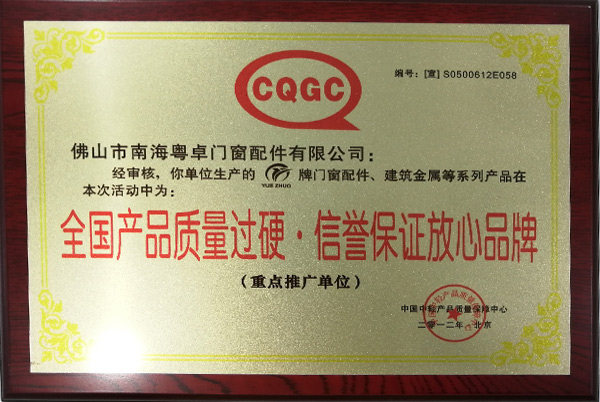 CQGC
编号：[宣] S0500612E058
佛山市南海粤卓门窗配件有限公司：
经审核，你单位生产的 YUE ZHUO 牌门窗配件、建筑金属等系列产品在
本次活动中为：
全国产品质量过硬·信誉保证放心品牌
（重点推广单位）
中国中轻产品质量保障中心
二零一二年·北京